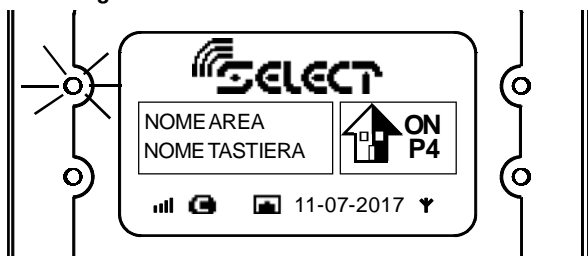 SELECT
NOME AREA
NOME TASTIERA
ON
P4
11-07-2017